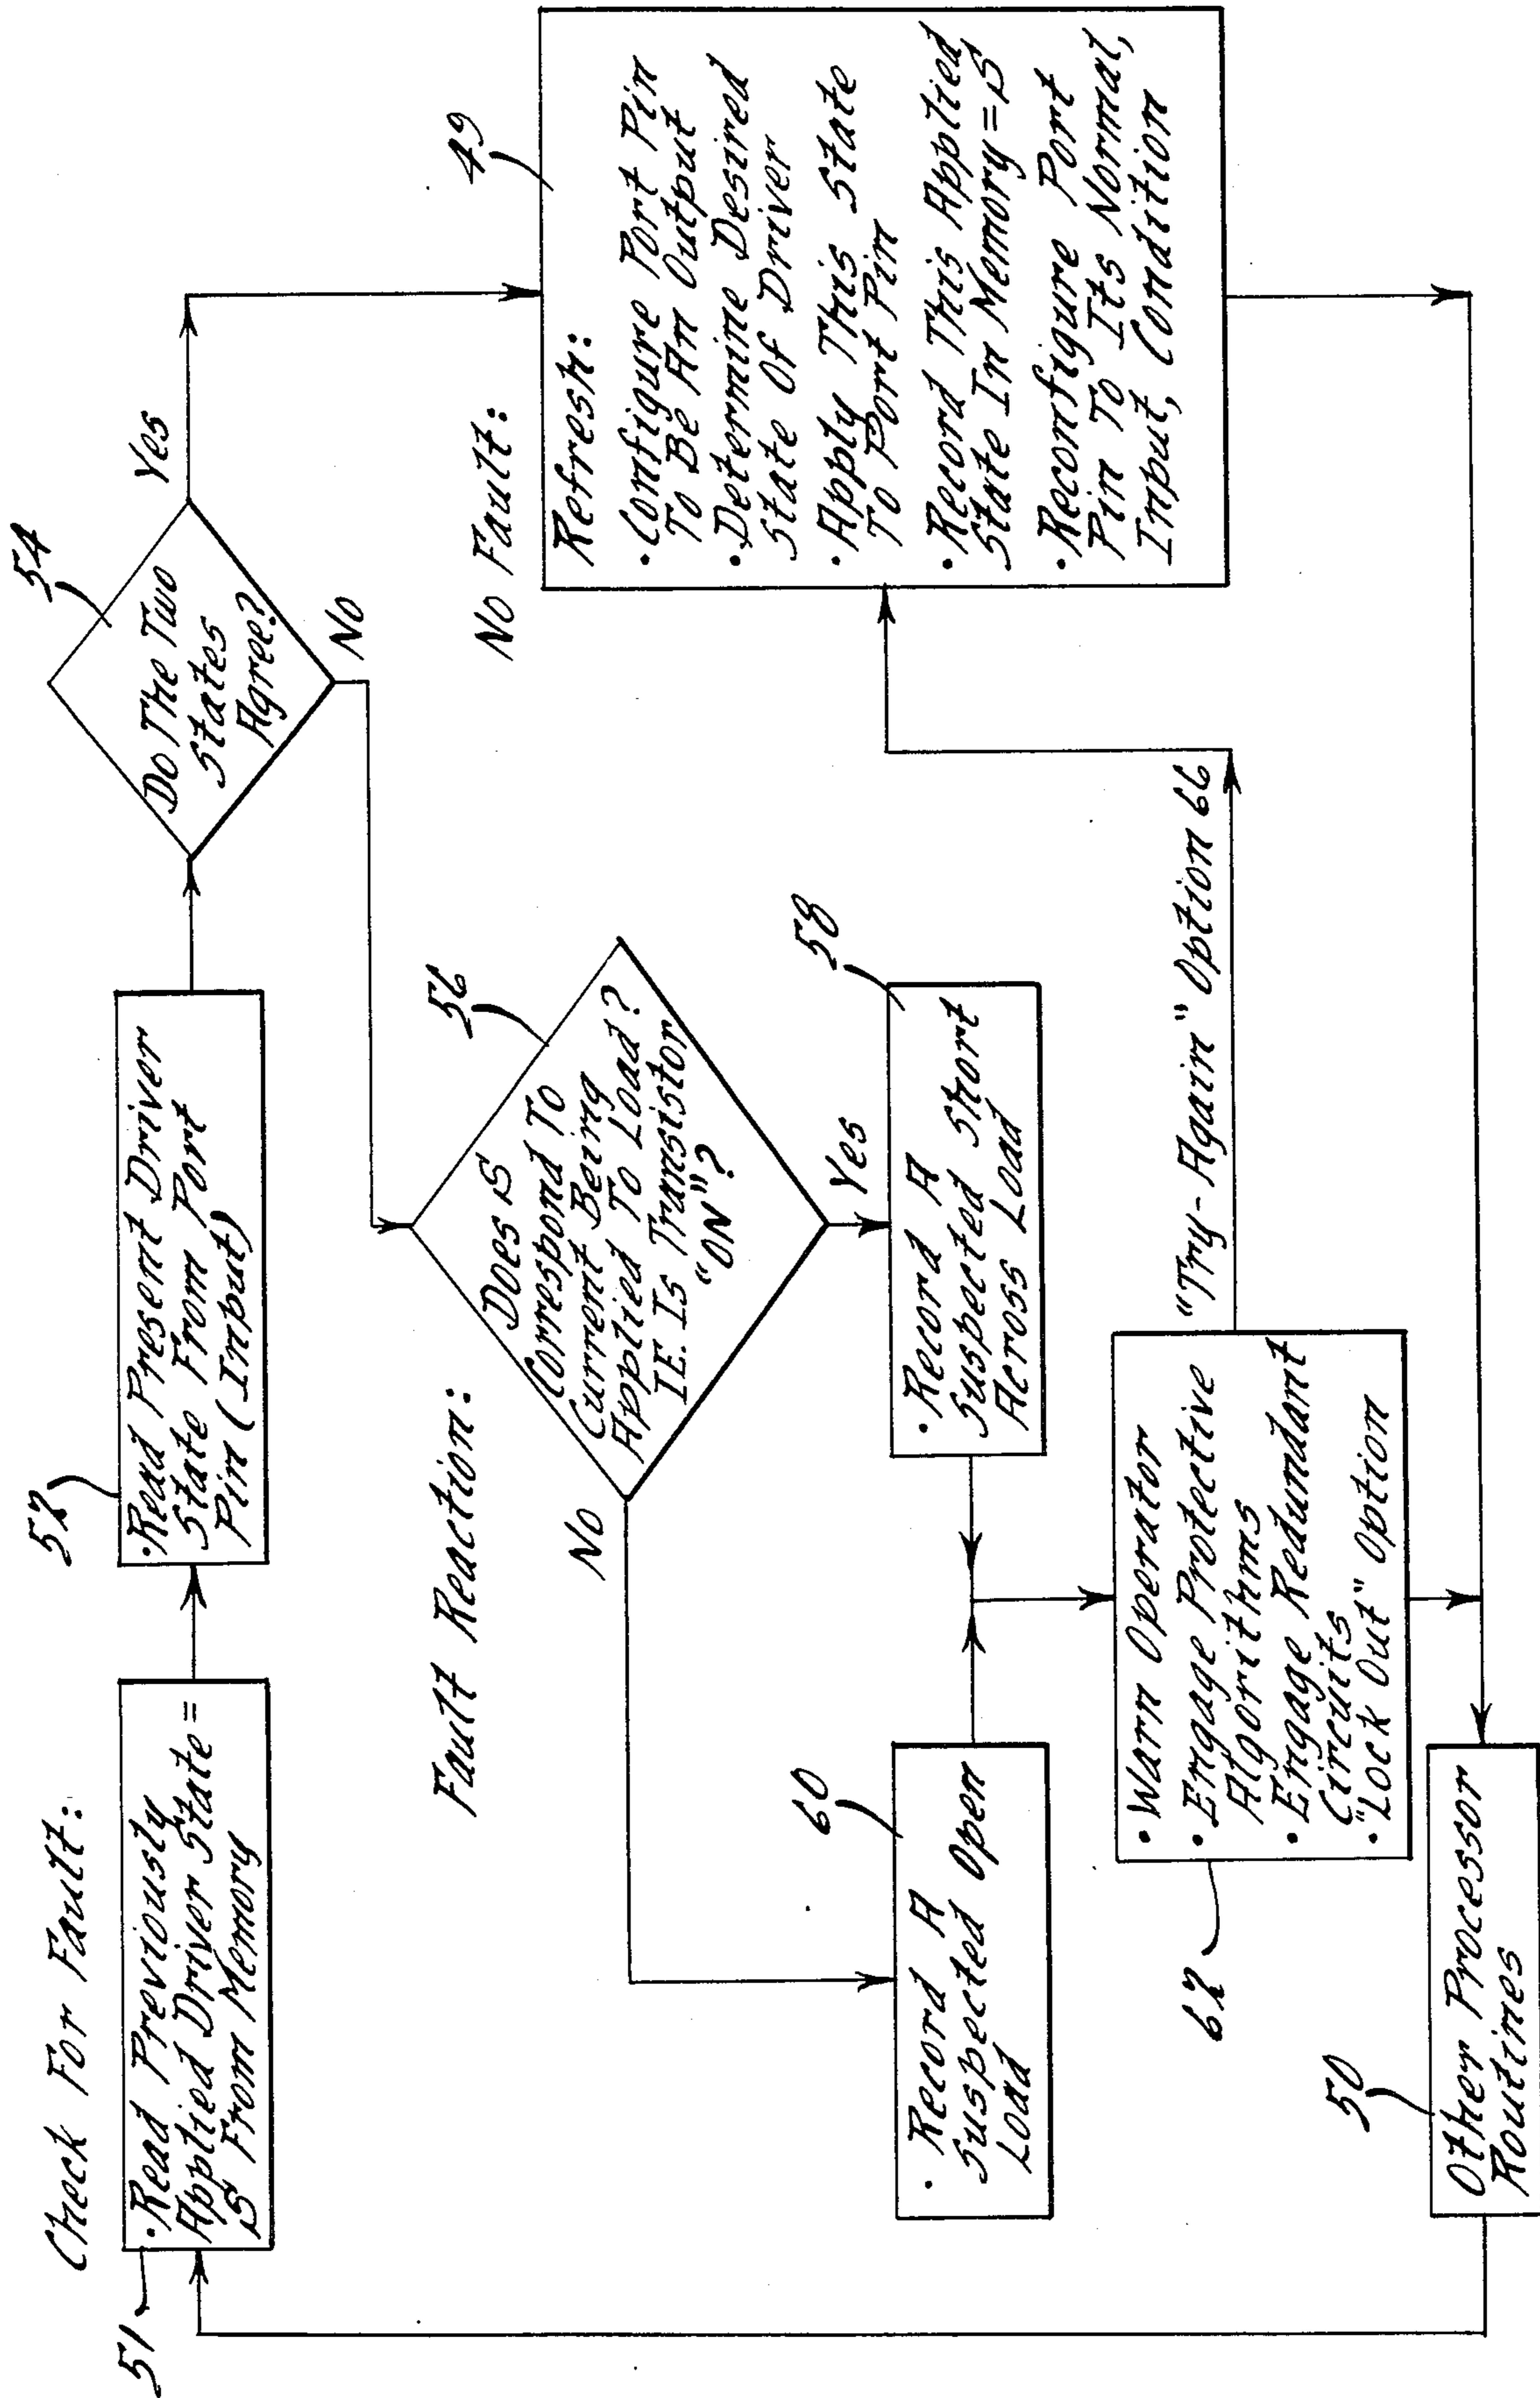 Check For Fault:
51
·Read Previously
Applied Driver State =
S From Memory
52
·Read Present Driver
State From Port
Pin (Input)
54
Do The Two
States
Agree?
Yes
No
No Fault:
49
Refresh:
·Configure Port Pin
To Be An Output
·Determine Desired
State Of Driver
·Apply This State
To Port Pin
·Record This Applied
State In Memory=S
·Reconfigure Port
Pin To Its Normal,
Input, Condition
Fault Reaction:
56
Does S
Correspond To
Current Being
Applied To Load?
IE. Is Transistor
"ON"?
No
Yes
58
·Record A
Suspected Short
Across Load
60
·Record A
Suspected Open
Load
62
·Warn Operator
·Engage Protective
Algorithms
·Engage Redundant
Circuits
·"Lock Out" Option
"Try-Again" Option 66
50
Other Processor
Routines